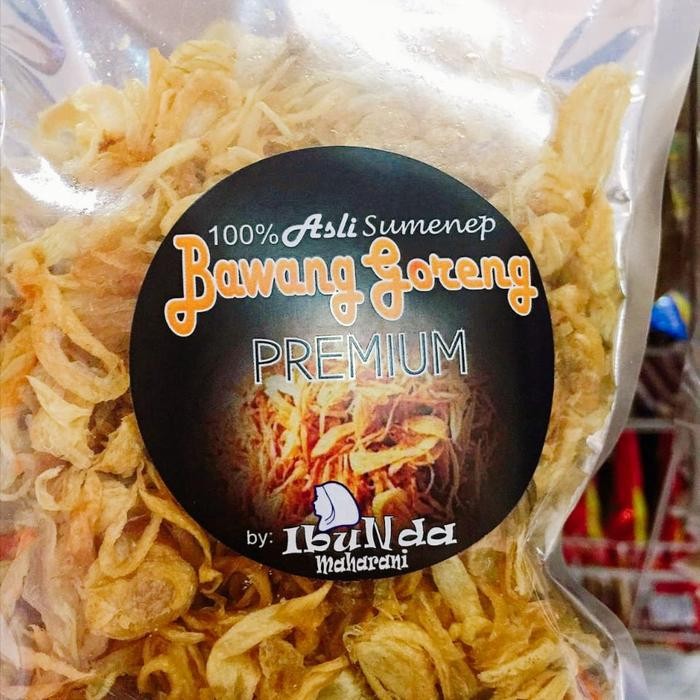 100% Asli Sumenep
Bawang Goreng
PREMIUM
by: IbuNda
Maharani